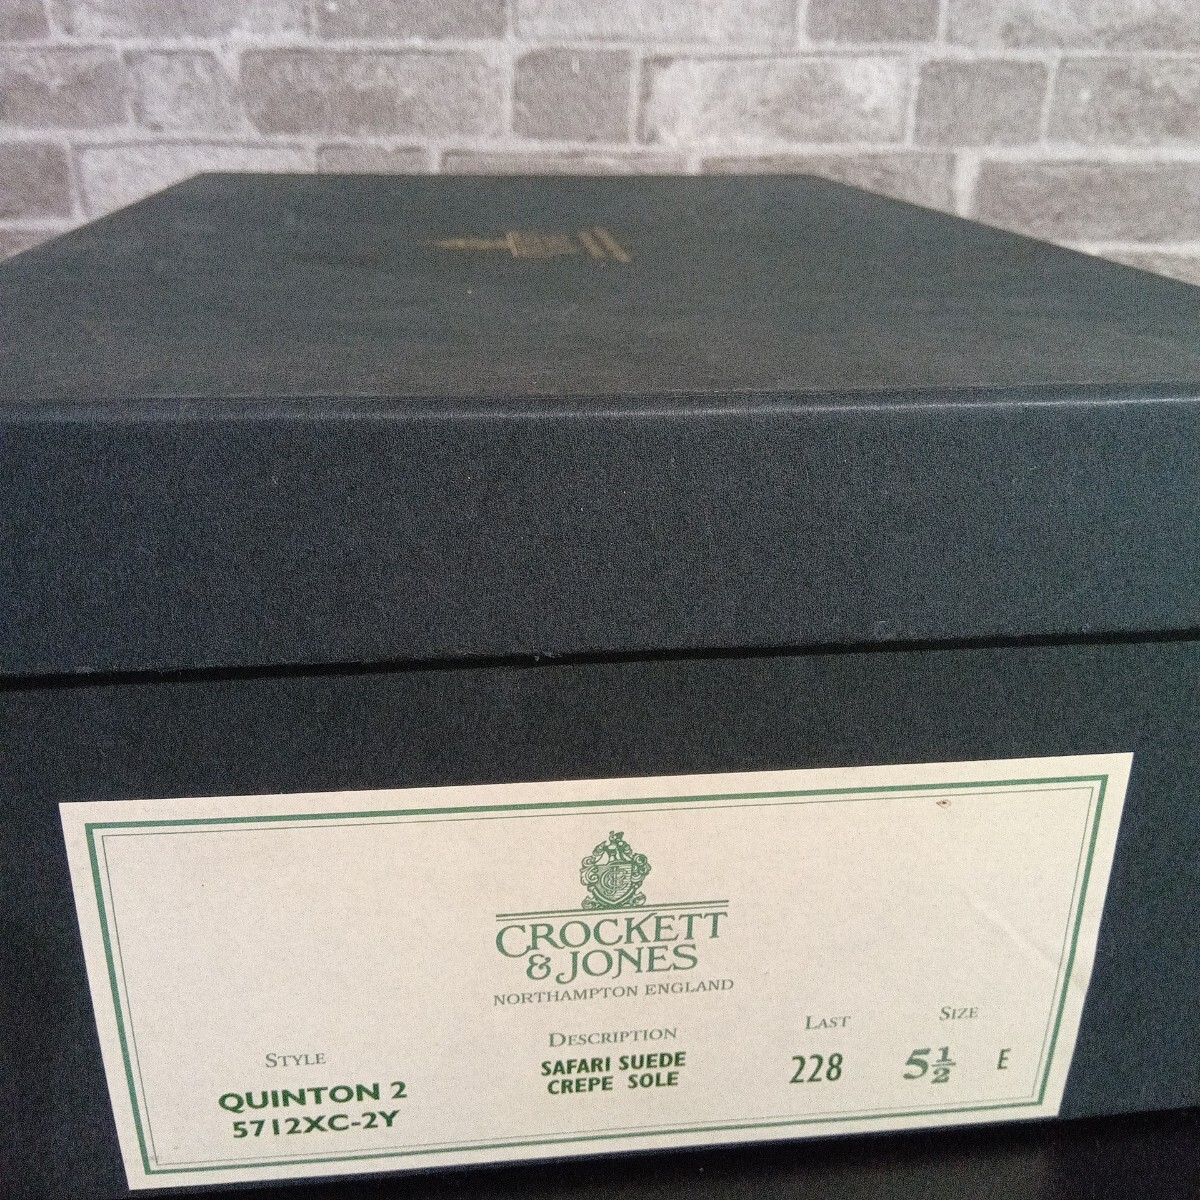 CROCKETT
& JONES
NORTHAMPTON ENGLAND
STYLE
QUINTON 2
5712XC-2Y
DESCRIPTION
SAFARI SUEDE
CREPE SOLE
LAST
228
SIZE
5½ E